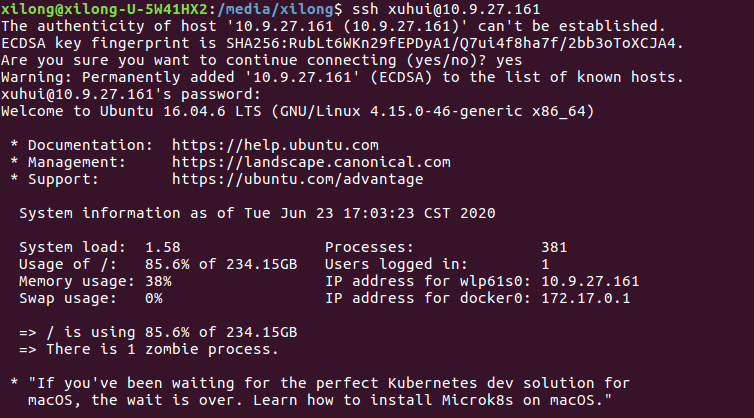 xilong@xilong-U-5W41HX2:/media/xilong$ ssh xuhui@10.9.27.161
The authenticity of host '10.9.27.161 (10.9.27.161)' can't be established.
ECDSA key fingerprint is SHA256:RubLt6WKn29fEPDyA1/Q7ui4f8ha7f/2bb3oToXCJA4.
Are you sure you want to continue connecting (yes/no)? yes
Warning: Permanently added '10.9.27.161' (ECDSA) to the list of known hosts.
xuhui@10.9.27.161's password:
Welcome to Ubuntu 16.04.6 LTS (GNU/Linux 4.15.0-46-generic x86_64)

 * Documentation:  https://help.ubuntu.com
 * Management:     https://landscape.canonical.com
 * Support:        https://ubuntu.com/advantage

  System information as of Tue Jun 23 17:03:23 CST 2020

  System load:  1.58                Processes:              381
  Usage of /:   85.6% of 234.15GB   Users logged in:        1
  Memory usage: 38%                 IP address for wlp61s0: 10.9.27.161
  Swap usage:   0%                  IP address for docker0: 172.17.0.1

  => / is using 85.6% of 234.15GB
  => There is 1 zombie process.

 * "If you've been waiting for the perfect Kubernetes dev solution for
   macOS, the wait is over. Learn how to install Microk8s on macOS."